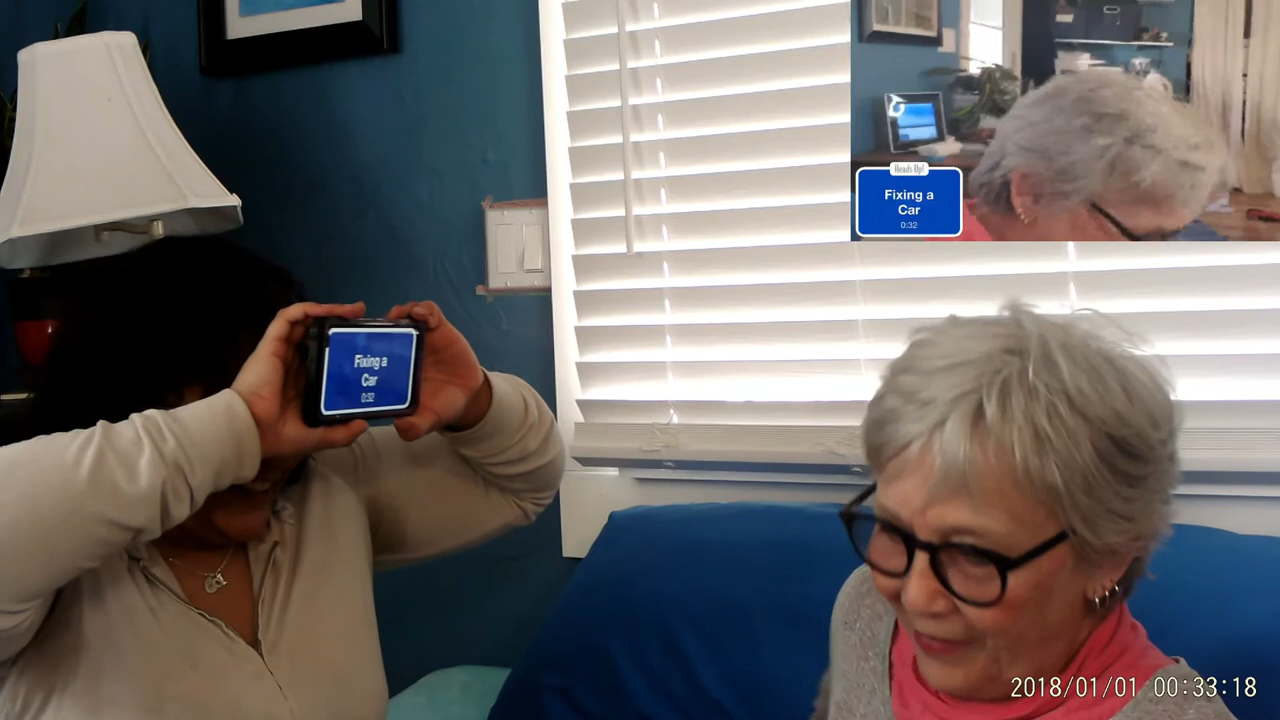 Heads Up!
Fixing a
Car
0:32
Fixing a
Car
0:32
2018/01/01 00:33:18